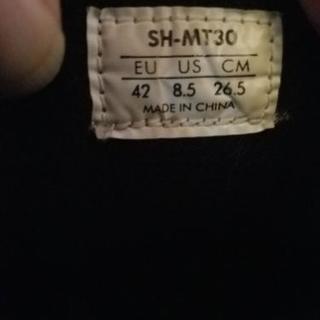 SH-MT30
EU US CM
42 8.5 26.5
MADE IN CHINA